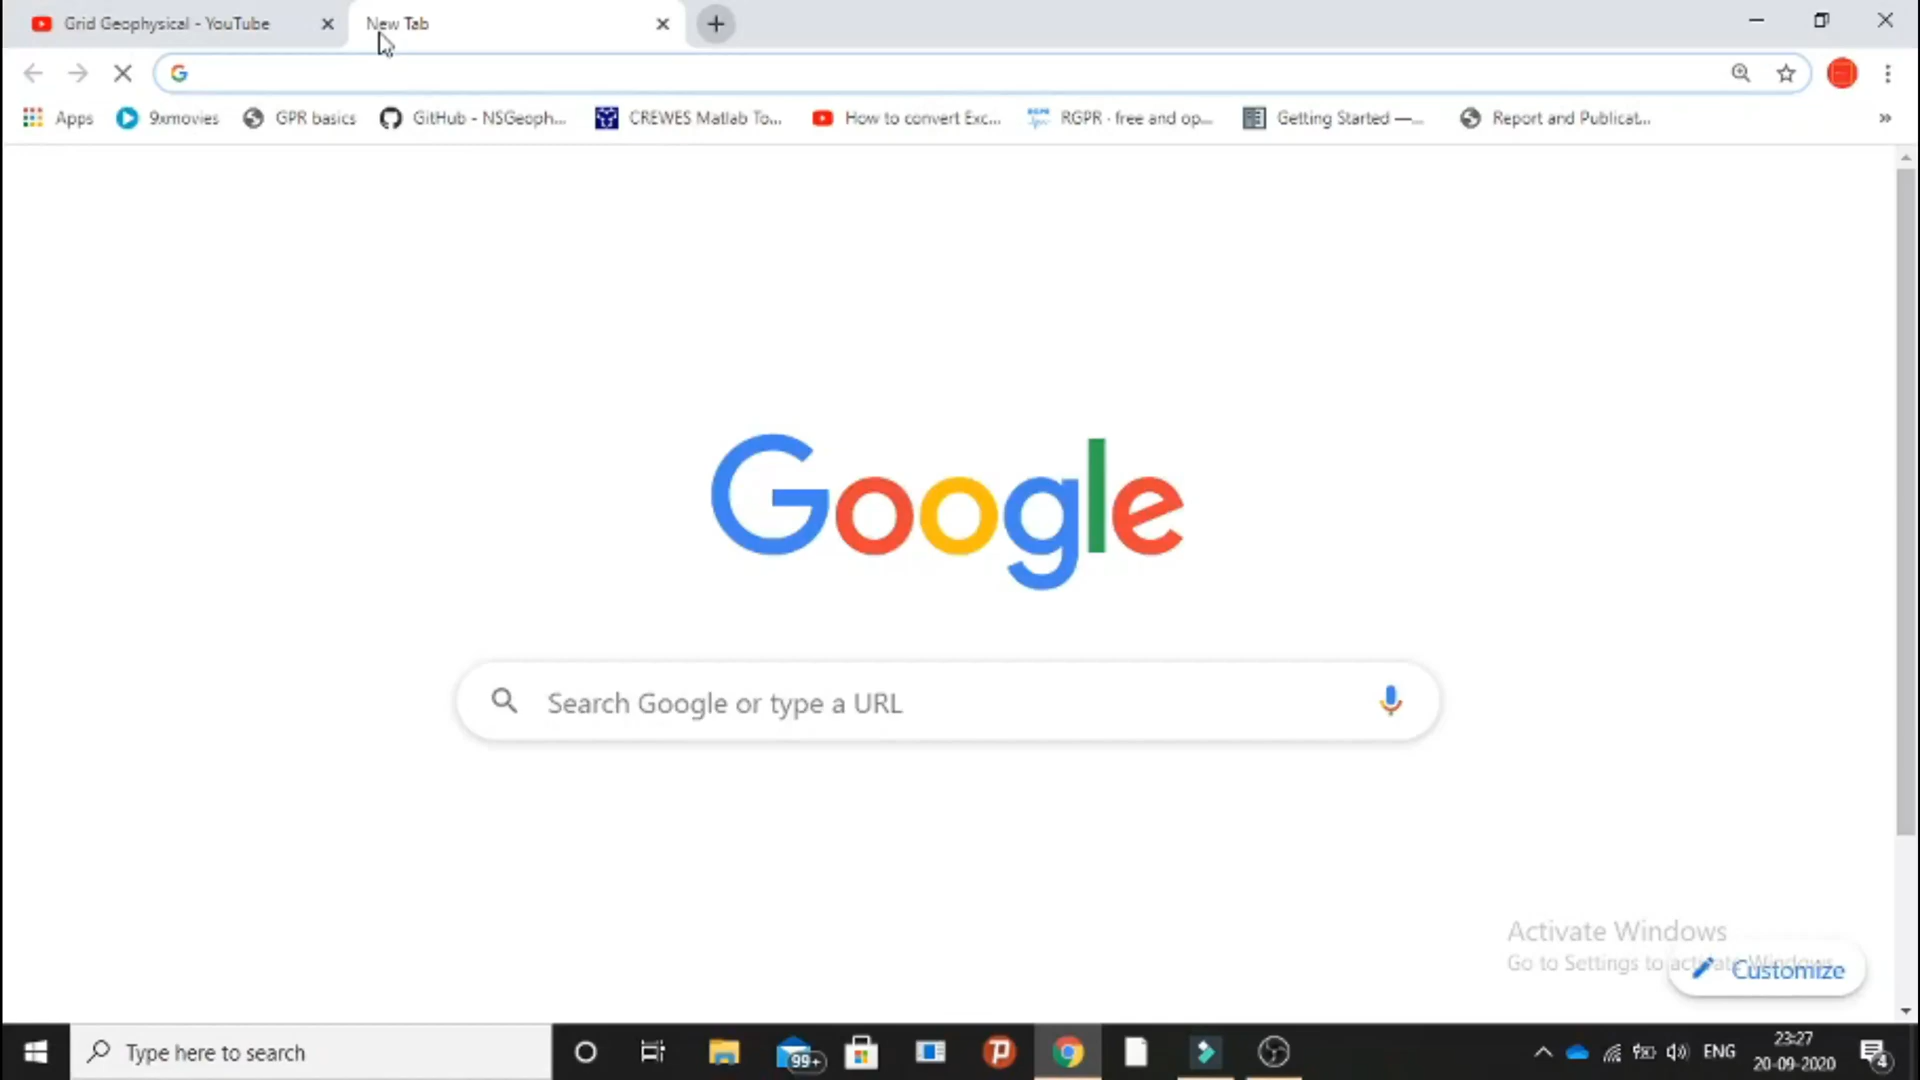 Grid Geophysical - YouTube
New Tab
Apps
9xmovies
GPR basics
GitHub - NSGeoph...
CREWES Matlab To...
How to convert Exc...
RGPR - free and op...
Getting Started —...
Report and Publicat...
»
Google
Search Google or type a URL
Activate Windows
Go to Settings to activate Windows.
Customize
Type here to search
99+
ENG
23:27
20-09-2020
4